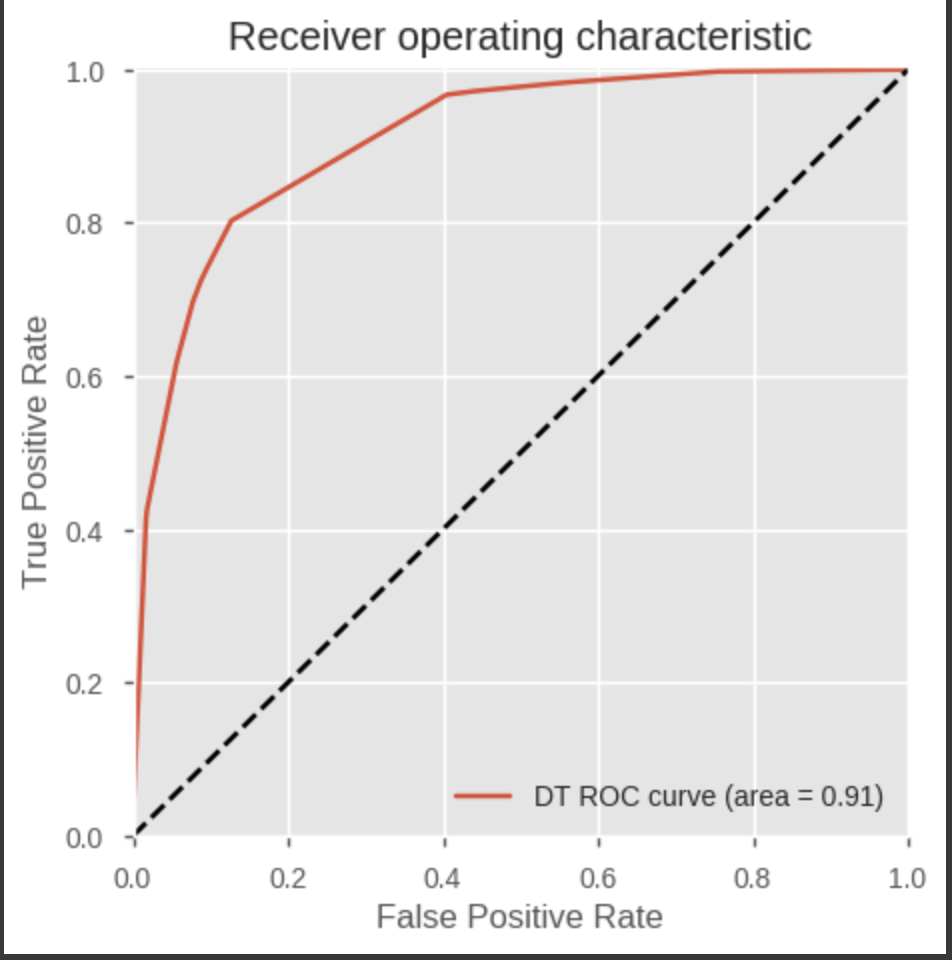 Receiver operating characteristic
1.0
0.8
0.6
0.4
0.2
0.0
True Positive Rate
DT ROC curve (area = 0.91)
0.0 0.2 0.4 0.6 0.8 1.0
False Positive Rate